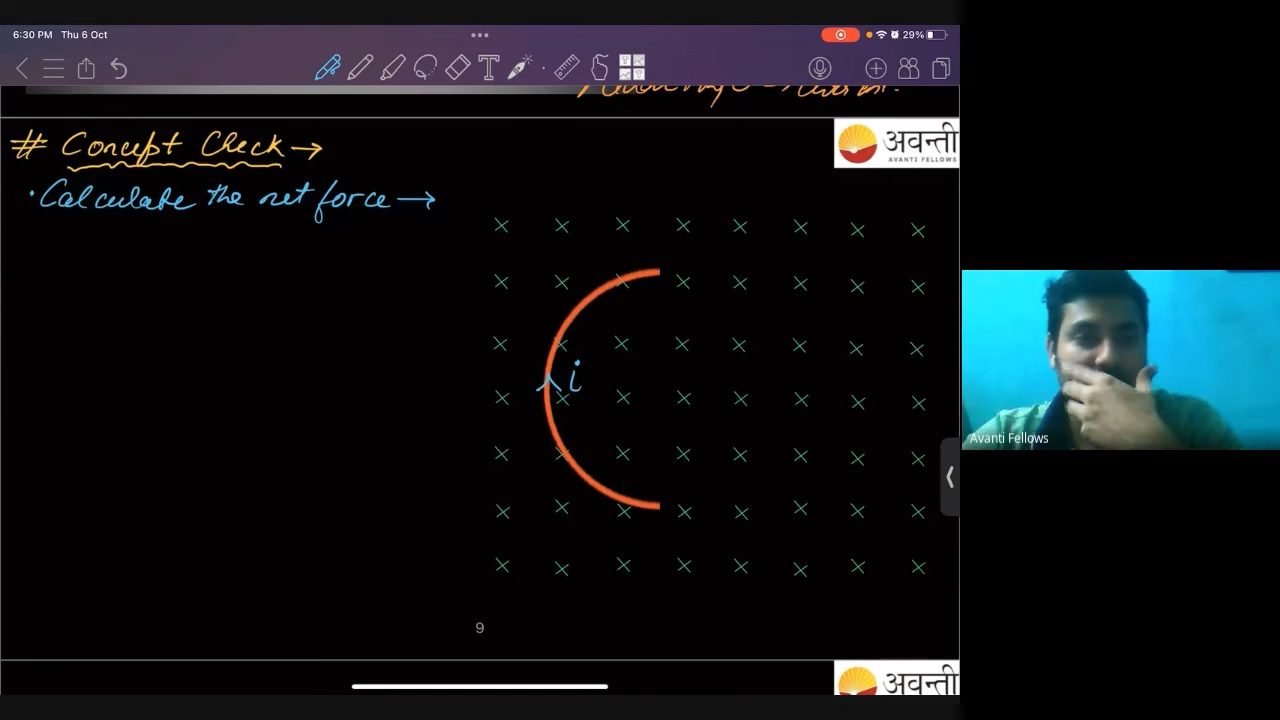 6:30 PM Thu 6 Oct
29%
# Concept Check →
अवन्ती
AVANTI FELLOWS
· Calculate the net force →
i
Avanti Fellows
9
अवन्ती